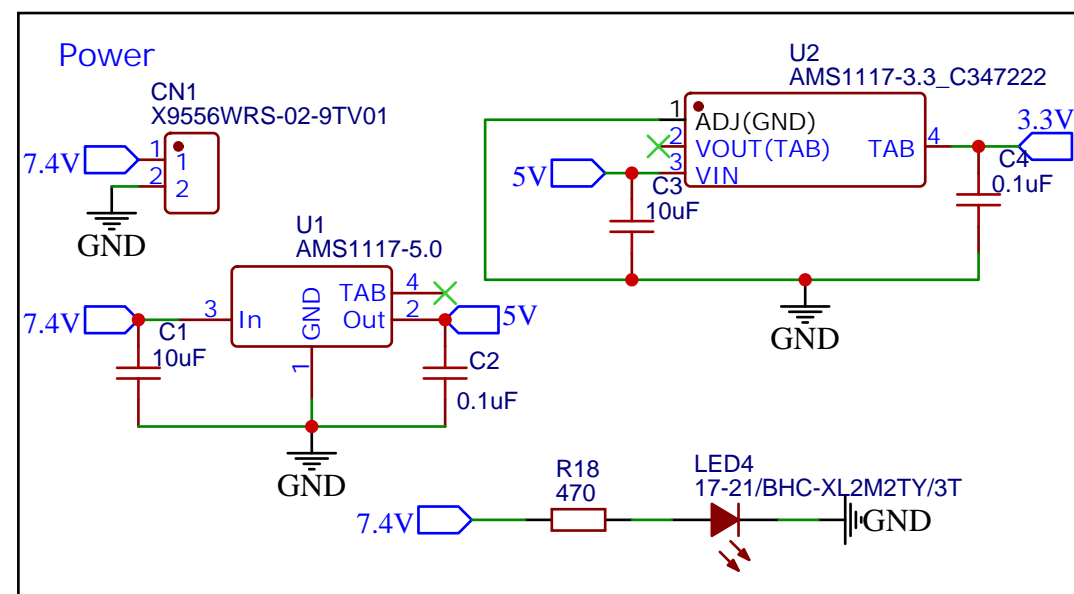 Power
CN1
X9556WRS-02-9TV01
7.4V
1
1
2
2
GND
U2
AMS1117-3.3_C347222
1
ADJ(GND)
2
VOUT(TAB)
TAB
4
3.3V
5V
3
VIN
C3
10uF
C4
0.1uF
GND
U1
AMS1117-5.0
7.4V
3
In
GND
1
TAB
4
Out
2
5V
C1
10uF
C2
0.1uF
GND
7.4V
R18
470
LED4
17-21/BHC-XL2M2TY/3T
GND